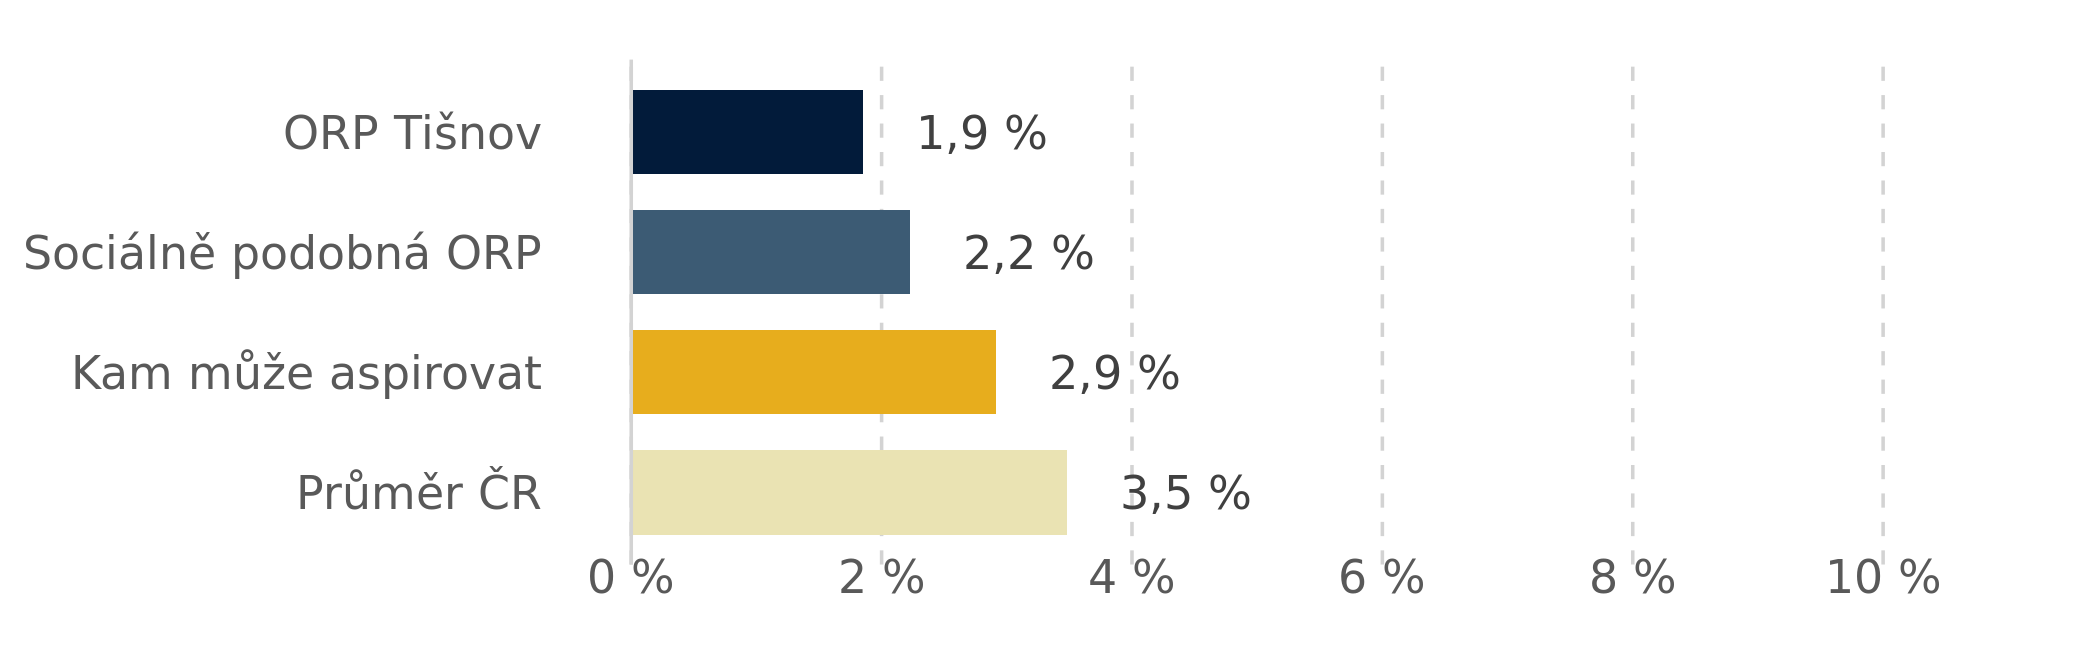 ORP Tišnov 1,9 %
Sociálně podobná ORP 2,2 %
Kam může aspirovat 2,9 %
Průměr ČR 3,5 %
0 % 2 % 4 % 6 % 8 % 10 %